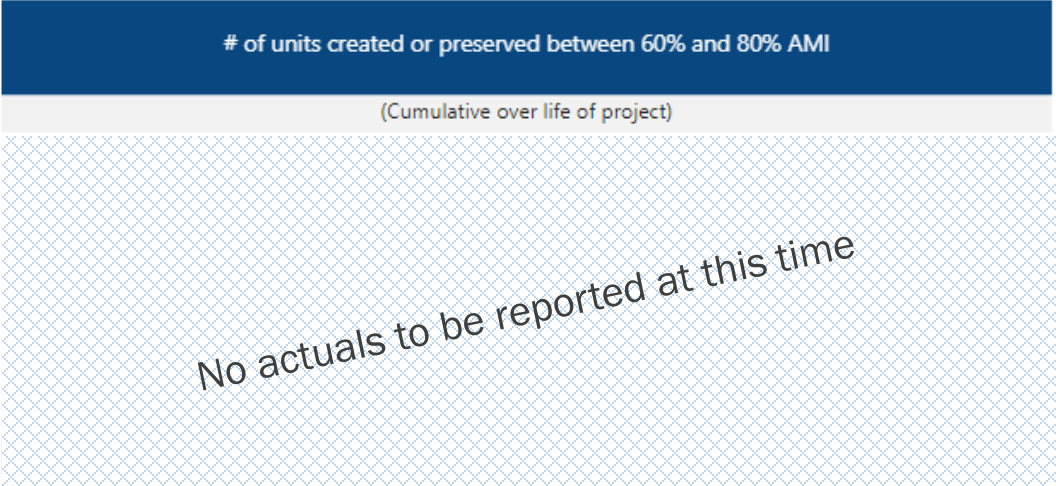 # of units created or preserved between 60% and 80% AMI
(Cumulative over life of project)
No actuals to be reported at this time